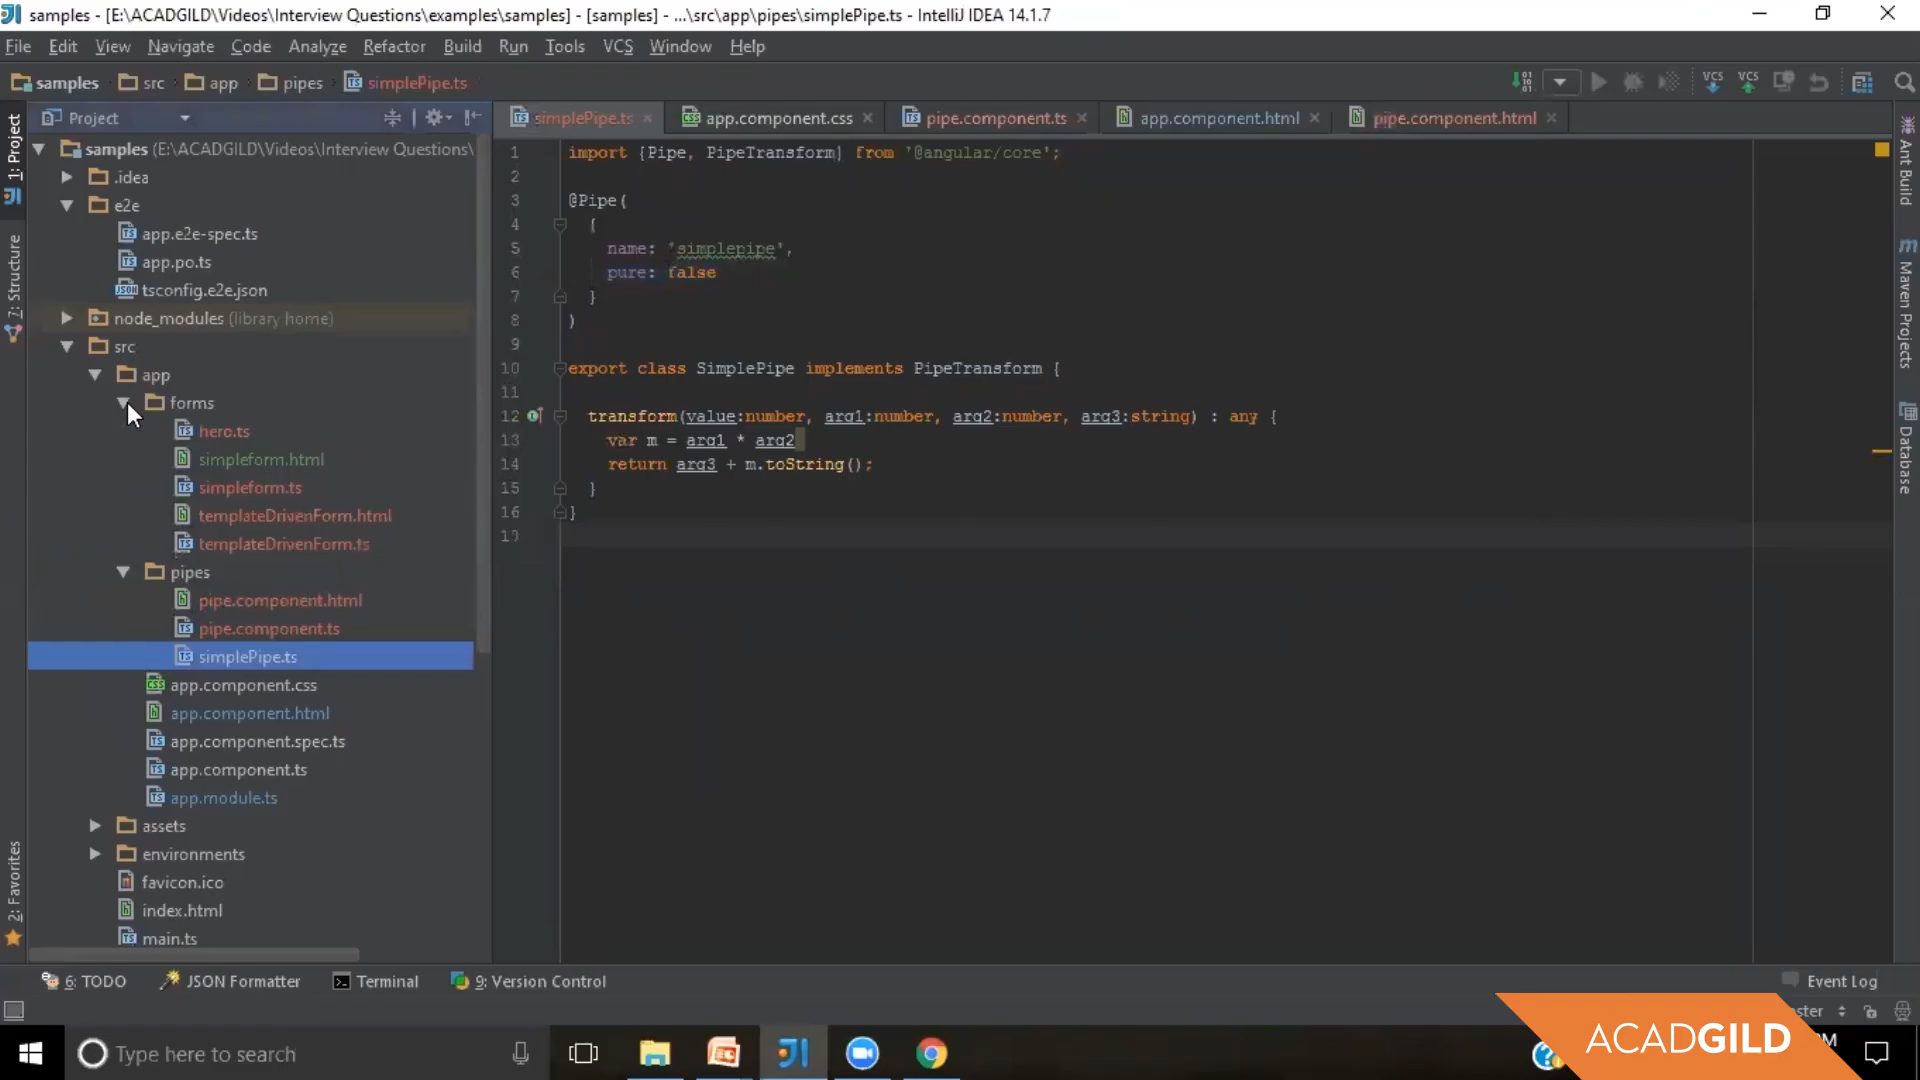 samples - [E:\ACADGILD\Videos\Interview Questions\examples\samples] - [samples] - ...\src\app\pipes\simplePipe.ts - IntelliJ IDEA 14.1.7
File Edit View Navigate Code Analyze Refactor Build Run Tools VCS Window Help
samples src app pipes simplePipe.ts
VCS VCS
Project
simplePipe.ts app.component.css pipe.component.ts app.component.html pipe.component.html
1: Project
7: Structure
2: Favorites
samples (E:\ACADGILD\Videos\Interview Questions\
.idea
e2e
app.e2e-spec.ts
app.po.ts
tsconfig.e2e.json
node_modules (library home)
src
app
forms
hero.ts
simpleform.html
simpleform.ts
templateDrivenForm.html
templateDrivenForm.ts
pipes
pipe.component.html
pipe.component.ts
simplePipe.ts
app.component.css
app.component.html
app.component.spec.ts
app.component.ts
app.module.ts
assets
environments
favicon.ico
index.html
main.ts
1 import {Pipe, PipeTransform} from '@angular/core';
2
3 @Pipe(
4 {
5 name: 'simplepipe',
6 pure: false
7 }
8 )
9
10 export class SimplePipe implements PipeTransform {
11
12 transform(value:number, arg1:number, arg2:number, arg3:string) : any {
13 var m = arg1 * arg2
14 return arg3 + m.toString();
15 }
16 }
Ant Build
Maven Projects
Database
6: TODO JSON Formatter Terminal 9: Version Control Event Log
Type here to search
ACADGILD